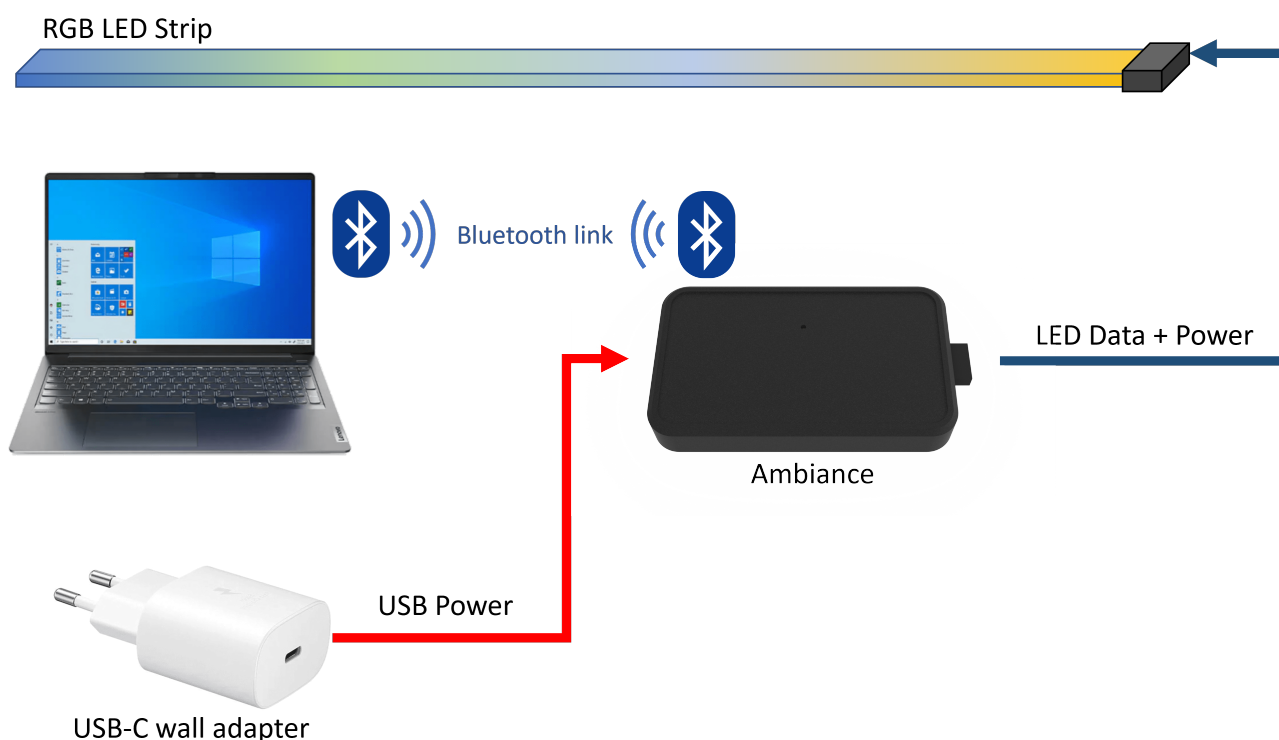 RGB LED Strip
Bluetooth link
LED Data + Power
Ambiance
USB Power
USB-C wall adapter